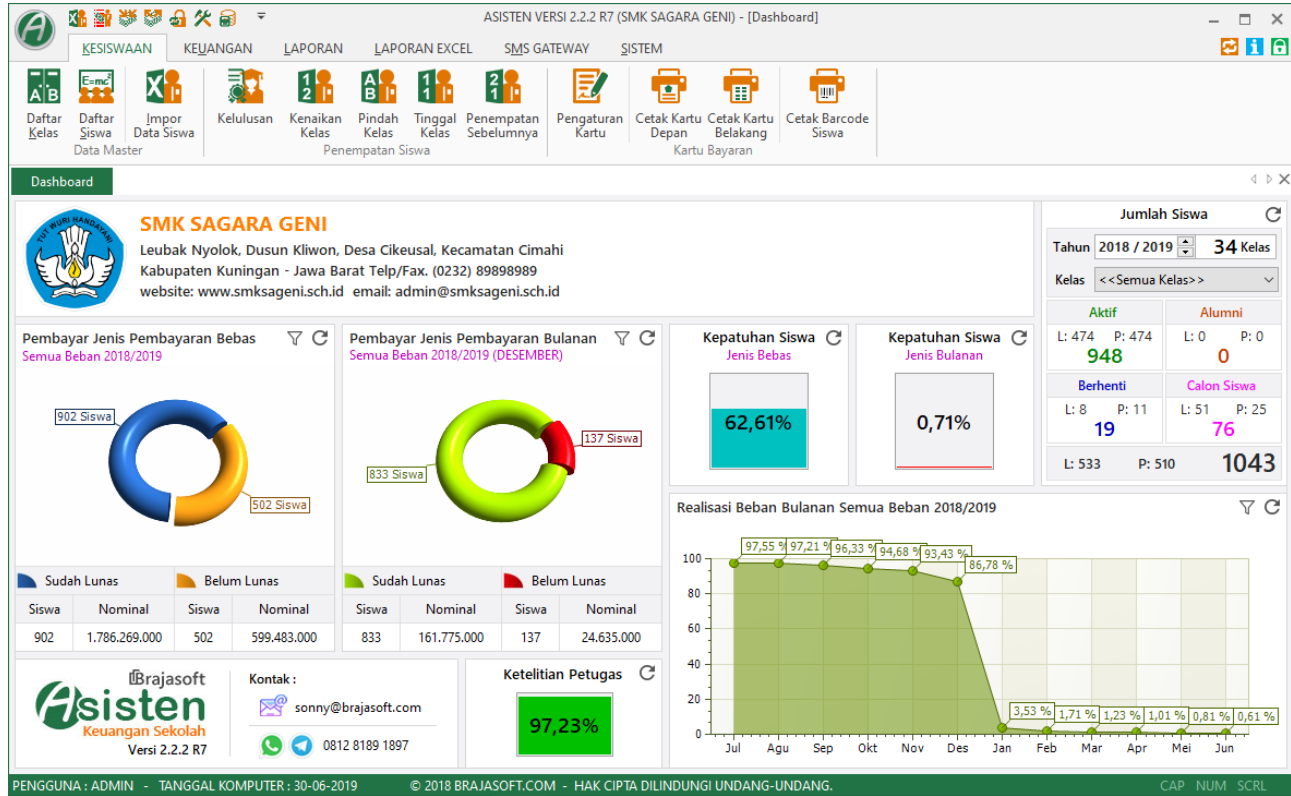 ASISTEN VERSI 2.2.2 R7 (SMK SAGARA GENI) - [Dashboard]
KESISWAAN KEUANGAN LAPORAN LAPORAN EXCEL SMS GATEWAY SISTEM
A B E=mc² X 1 2 A B 1 1 2 1
Daftar Kelas
Daftar Siswa
Impor Data Siswa
Kelulusan
Kenaikan Kelas
Pindah Kelas
Tinggal Kelas
Penempatan Sebelumnya
Pengaturan Kartu
Cetak Kartu Depan
Cetak Kartu Belakang
Cetak Barcode Siswa
Data Master Penempatan Siswa Kartu Bayaran
Dashboard
TUT WURI HANDAYANI
SMK SAGARA GENI
Leubak Nyolok, Dusun Kliwon, Desa Cikeusal, Kecamatan Cimahi
Kabupaten Kuningan - Jawa Barat Telp/Fax. (0232) 89898989
website: www.smksageni.sch.id email: admin@smksageni.sch.id
Jumlah Siswa
Tahun 2018 / 2019 34 Kelas
Kelas <<Semua Kelas>>
Aktif Alumni
L: 474 P: 474 L: 0 P: 0
948 0
Berhenti Calon Siswa
L: 8 P: 11 L: 51 P: 25
19 76
L: 533 P: 510 1043
Pembayar Jenis Pembayaran Bebas
Semua Beban 2018/2019
902 Siswa
502 Siswa
Sudah Lunas Belum Lunas
Siswa Nominal Siswa Nominal
902 1.786.269.000 502 599.483.000
Pembayar Jenis Pembayaran Bulanan
Semua Beban 2018/2019 (DESEMBER)
137 Siswa
833 Siswa
Sudah Lunas Belum Lunas
Siswa Nominal Siswa Nominal
833 161.775.000 137 24.635.000
Kepatuhan Siswa
Jenis Bebas
62,61%
Kepatuhan Siswa
Jenis Bulanan
0,71%
Realisasi Beban Bulanan Semua Beban 2018/2019
97,55 % 97,21 % 96,33 % 94,68 % 93,43 % 86,78 %
3,53 % 1,71 % 1,23 % 1,01 % 0,81 % 0,61 %
100
80
60
40
20
0
Jul Agu Sep Okt Nov Des Jan Feb Mar Apr Mei Jun
Brajasoft
Asisten
Keuangan Sekolah
Versi 2.2.2 R7
Kontak :
sonny@brajasoft.com
0812 8189 1897
Ketelitian Petugas
97,23%
PENGGUNA : ADMIN - TANGGAL KOMPUTER : 30-06-2019 © 2018 BRAJASOFT.COM - HAK CIPTA DILINDUNGI UNDANG-UNDANG. CAP NUM SCRL